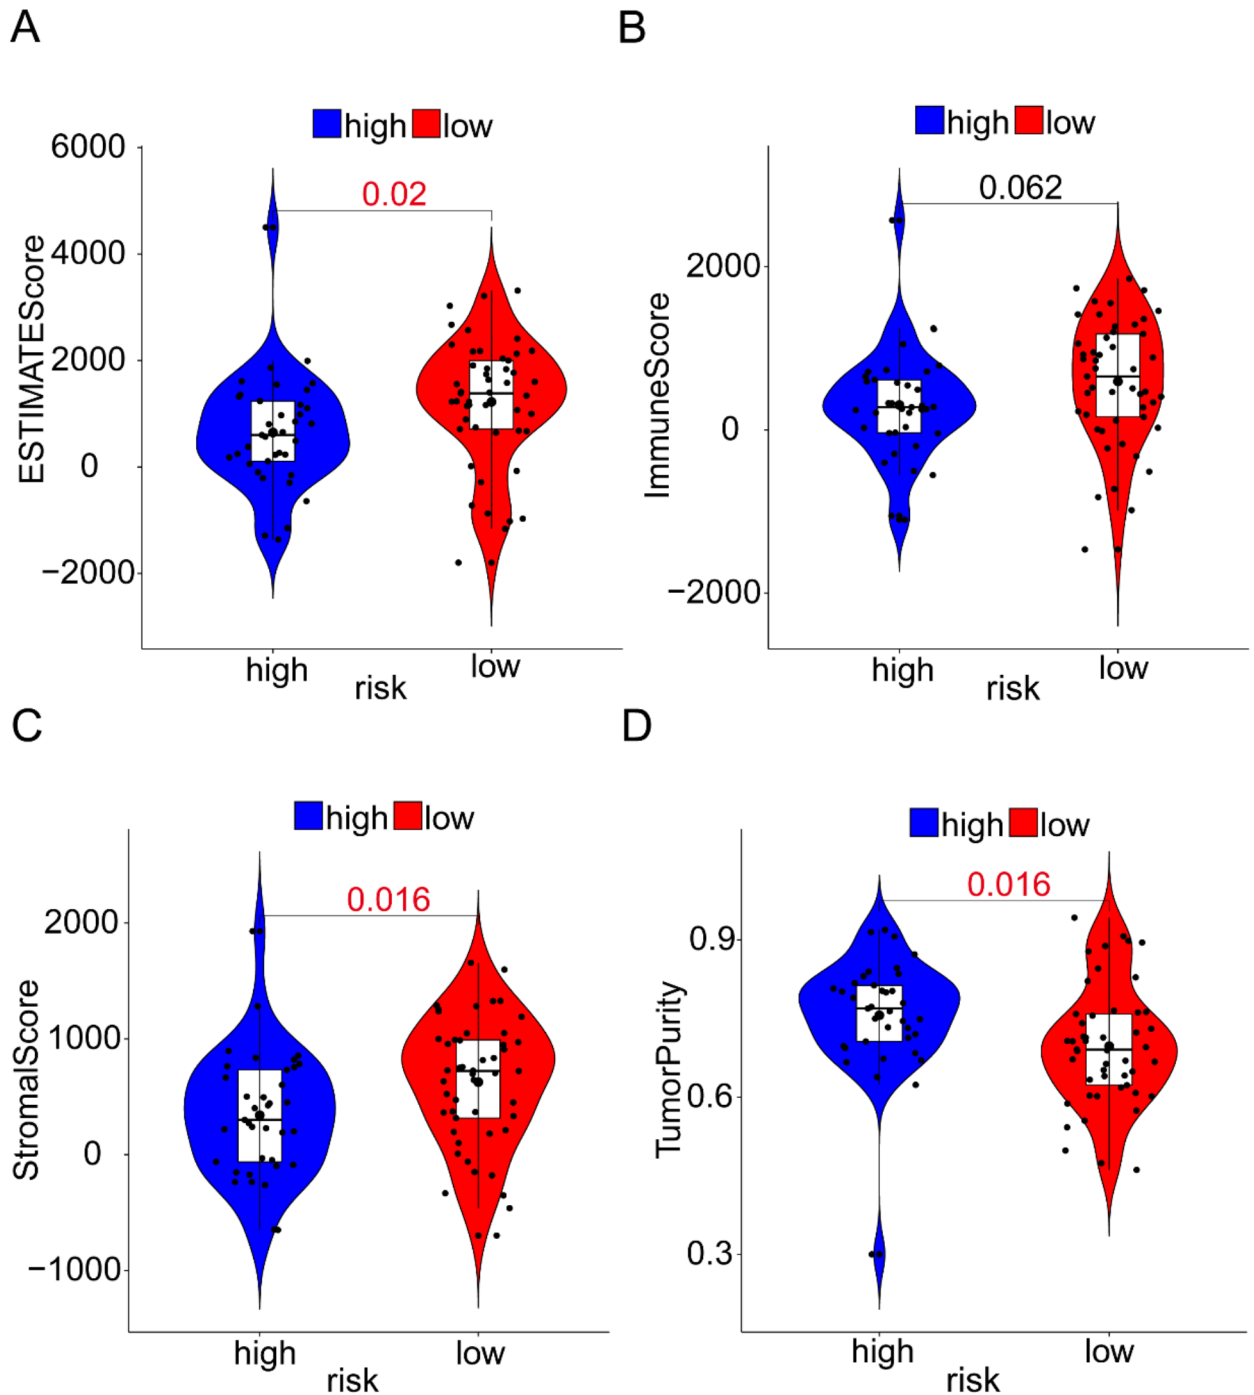 A
high low
6000
0.02
4000
2000
0
−2000
ESTIMATEScore
high low
risk
B
high low
0.062
2000
0
−2000
ImmuneScore
high low
risk
C
high low
0.016
2000
1000
0
−1000
StromalScore
high low
risk
D
high low
0.016
0.9
0.6
0.3
TumorPurity
high low
risk